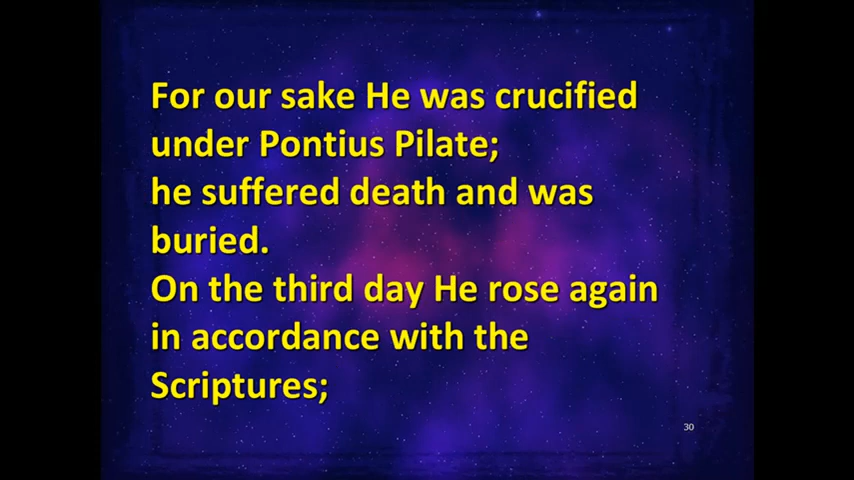 For our sake He was crucified
under Pontius Pilate;
he suffered death and was
buried.
On the third day He rose again
in accordance with the
Scriptures;
30